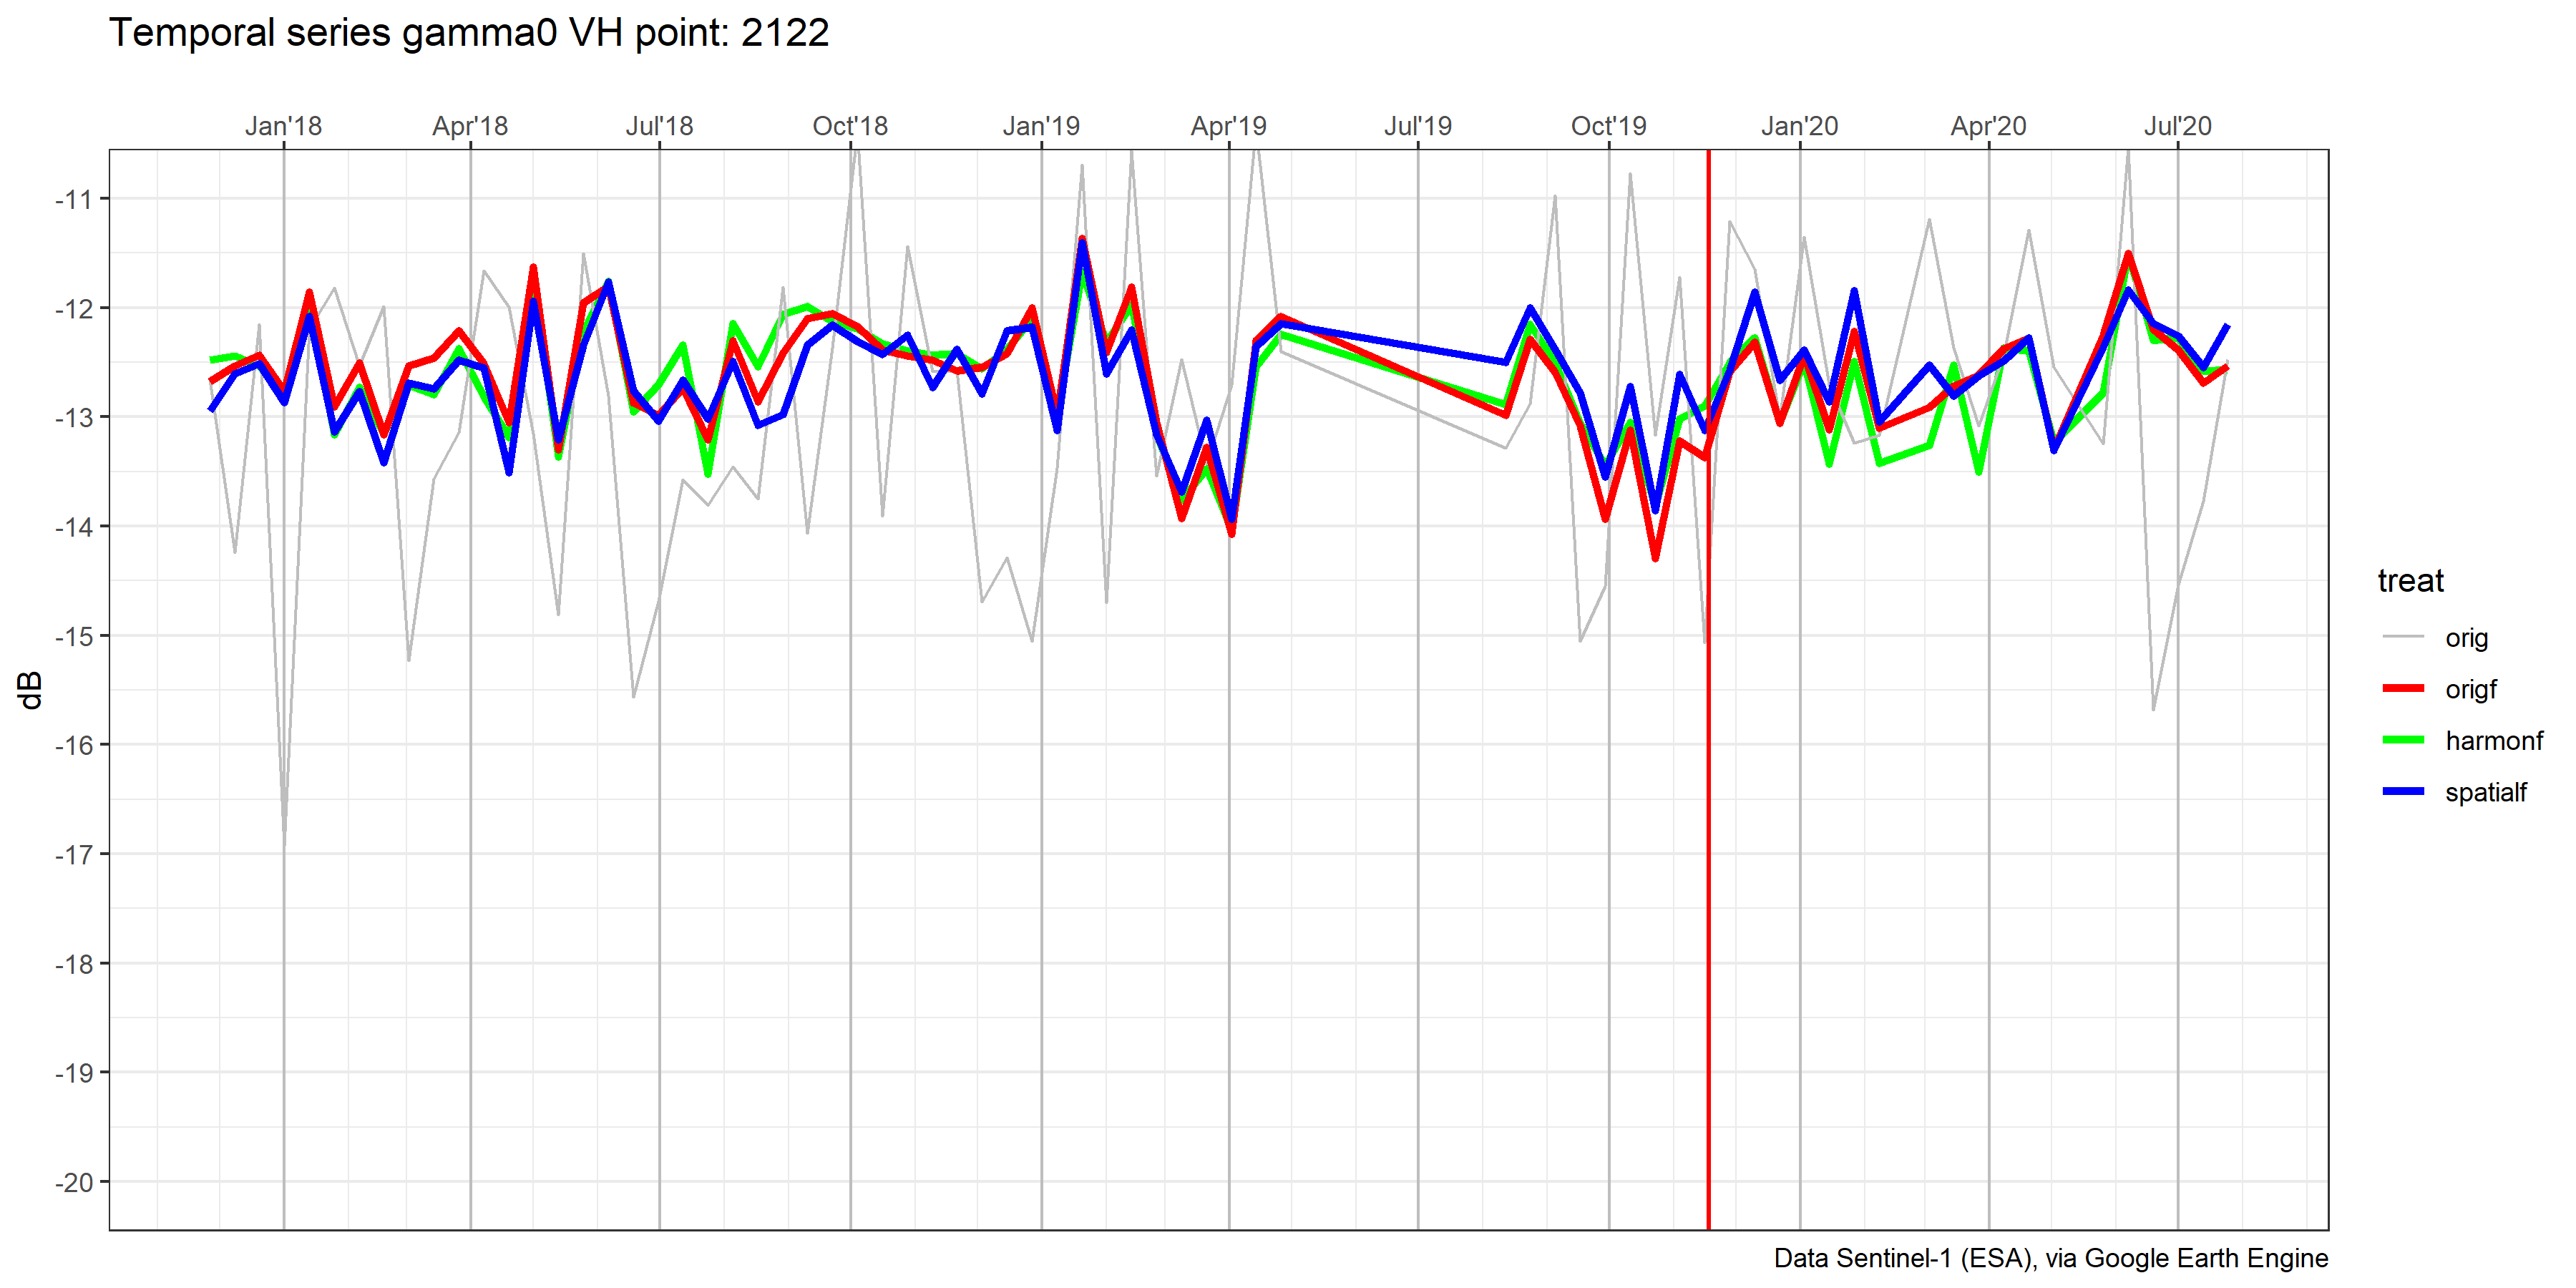 Temporal series gamma0 VH point: 2122
Jan'18 Apr'18 Jul'18 Oct'18 Jan'19 Apr'19 Jul'19 Oct'19 Jan'20 Apr'20 Jul'20
-11
-12
-13
-14
-15
-16
-17
-18
-19
-20
dB
treat
orig
origf
harmonf
spatialf
Data Sentinel-1 (ESA), via Google Earth Engine